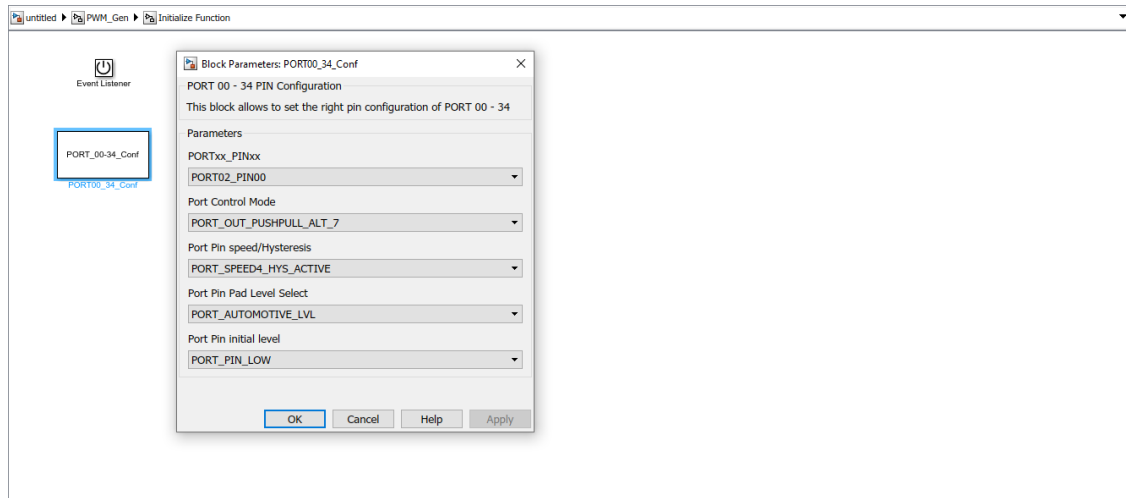 untitled PWM_Gen Initialize Function
Event Listener
PORT_00-34_Conf
PORT00_34_Conf
Block Parameters: PORT00_34_Conf
PORT 00 - 34 PIN Configuration
This block allows to set the right pin configuration of PORT 00 - 34
Parameters
PORTxx_PINxx
PORT02_PIN00
Port Control Mode
PORT_OUT_PUSHPULL_ALT_7
Port Pin speed/Hysteresis
PORT_SPEED4_HYS_ACTIVE
Port Pin Pad Level Select
PORT_AUTOMOTIVE_LVL
Port Pin initial level
PORT_PIN_LOW
OK Cancel Help Apply